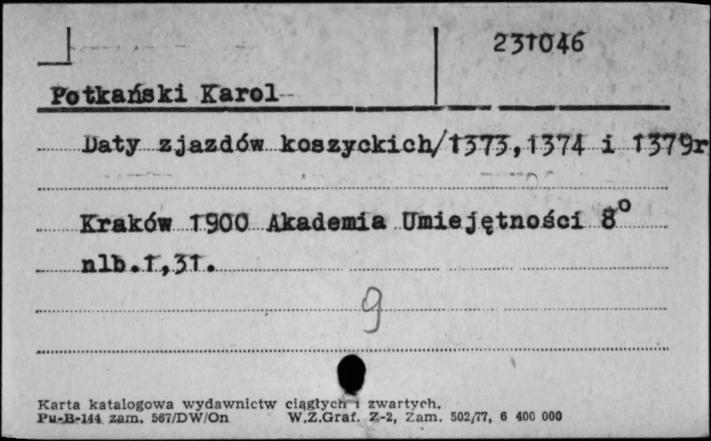 231046
Potkański Karol
Daty zjazdów koszyckich/1373,1374 i 1379r
Kraków 1900 Akademia Umiejętności 8°
nlb.1,31.
9
Karta katalogowa wydawnictw ciągłych i zwartych.
Pu-B-144 zam. 567/DW/On W.Z.Graf. Z-2, Zam. 502/77, 6 400 000